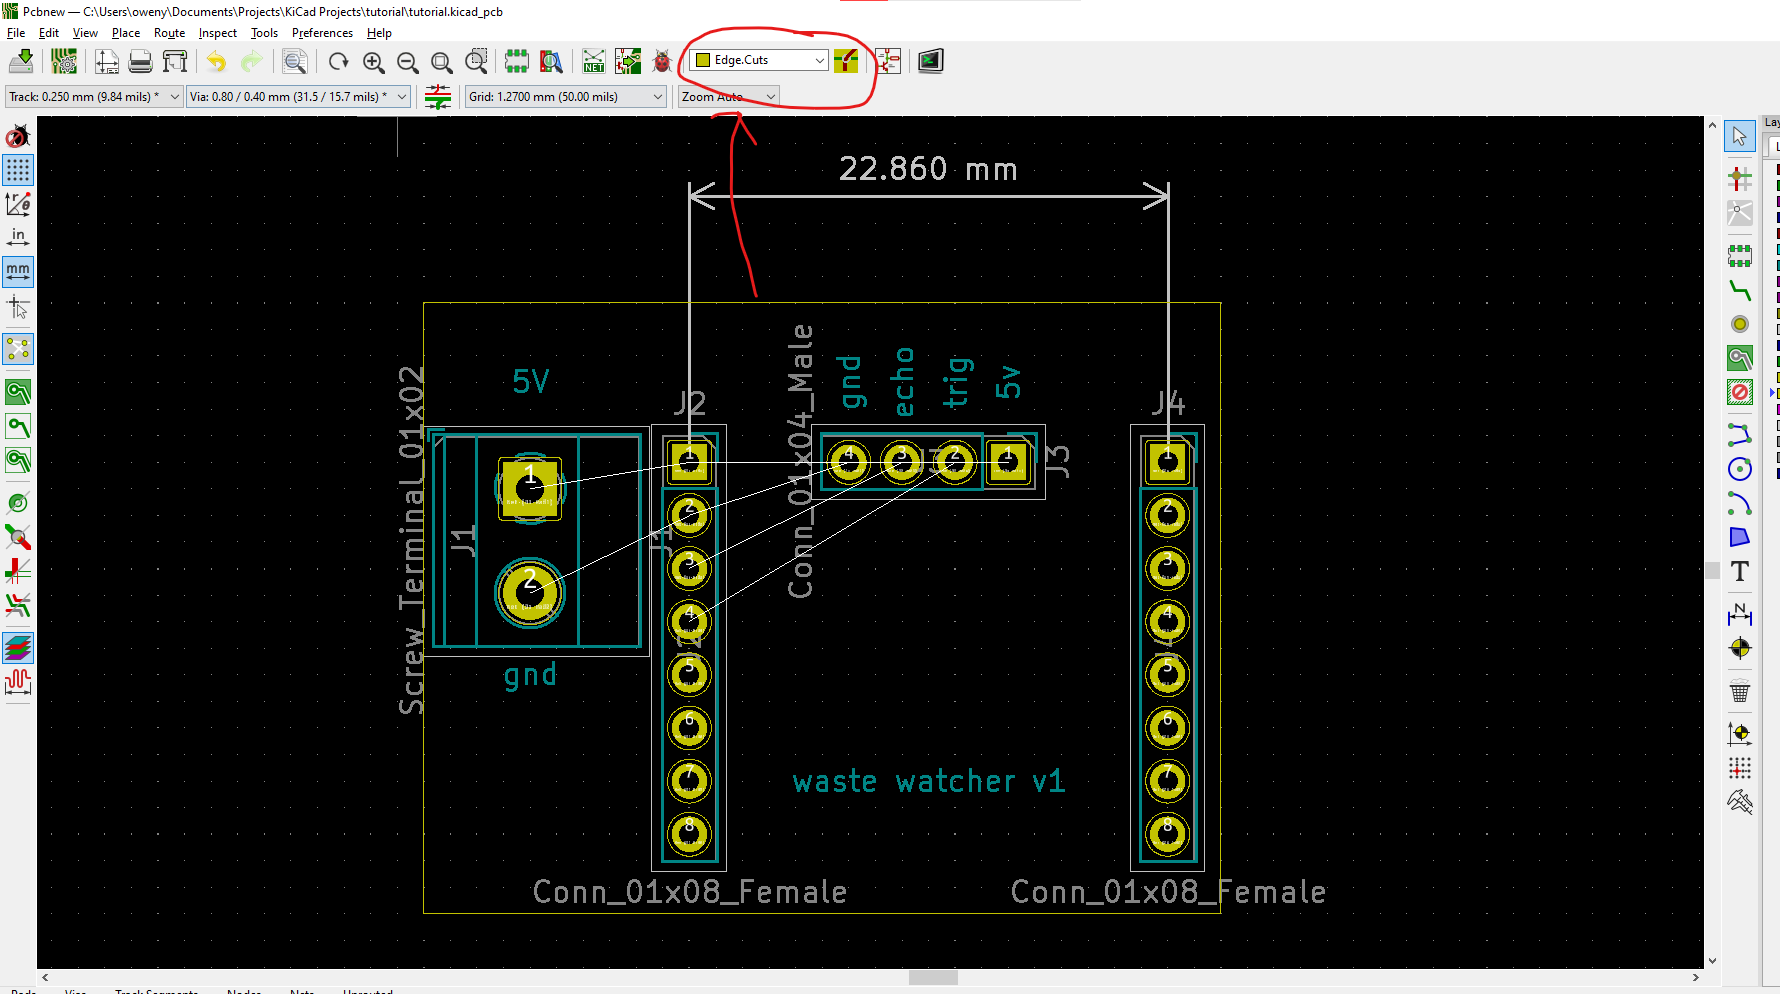 Pcbnew — C:\Users\oweny\Documents\Projects\KiCad Projects\tutorial\tutorial.kicad_pcb
File Edit View Place Route Inspect Tools Preferences Help
NET Edge.Cuts
Track: 0.250 mm (9.84 mils) * Via: 0.80 / 0.40 mm (31.5 / 15.7 mils) * Grid: 1.2700 mm (50.00 mils) Zoom Auto
Lay
in
mm
22.860 mm
5V
gnd
echo
trig
5v
Screw_Terminal_01x02
Conn_01x04_Male
J2
J4
J3
J1
J1
1
2
gnd
1
2
3
4
5
6
7
8
4
3
2
1
1
2
3
4
5
6
7
8
waste watcher v1
Conn_01x08_Female
Conn_01x08_Female
T
N
Pads Vias Track Segments Nodes Nets Unrouted